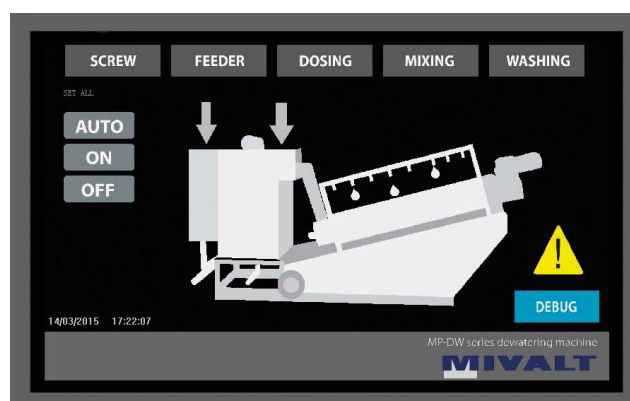 SCREW FEEDER DOSING MIXING WASHING
SET ALL
AUTO
ON
OFF
!
DEBUG
14/03/2015 17:22:07
MP-DW series dewatering machine
MIVALT